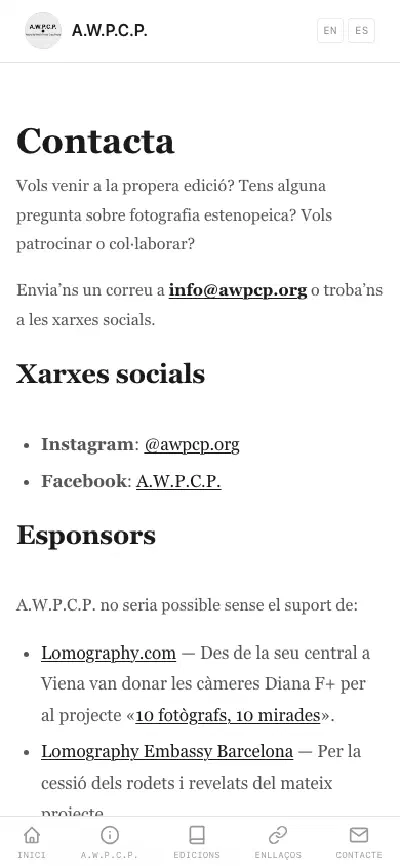 A.W.P.C.P.
A.W.P.C.P.
EN
ES
Contacta
Vols venir a la propera edició? Tens alguna
pregunta sobre fotografia estenopeica? Vols
patrocinar o col·laborar?
Envia’ns un correu a info@awpcp.org o troba’ns
a les xarxes socials.
Xarxes socials
Instagram: @awpcp.org
Facebook: A.W.P.C.P.
Esponsors
A.W.P.C.P. no seria possible sense el suport de:
Lomography.com — Des de la seu central a
Viena van donar les càmeres Diana F+ per
al projecte «10 fotògrafs, 10 mirades».
Lomography Embassy Barcelona — Per la
cessió dels rodets i revelats del mateix
projecte
INICI
A.W.P.C.P.
EDICIONS
ENLLAÇOS
CONTACTE